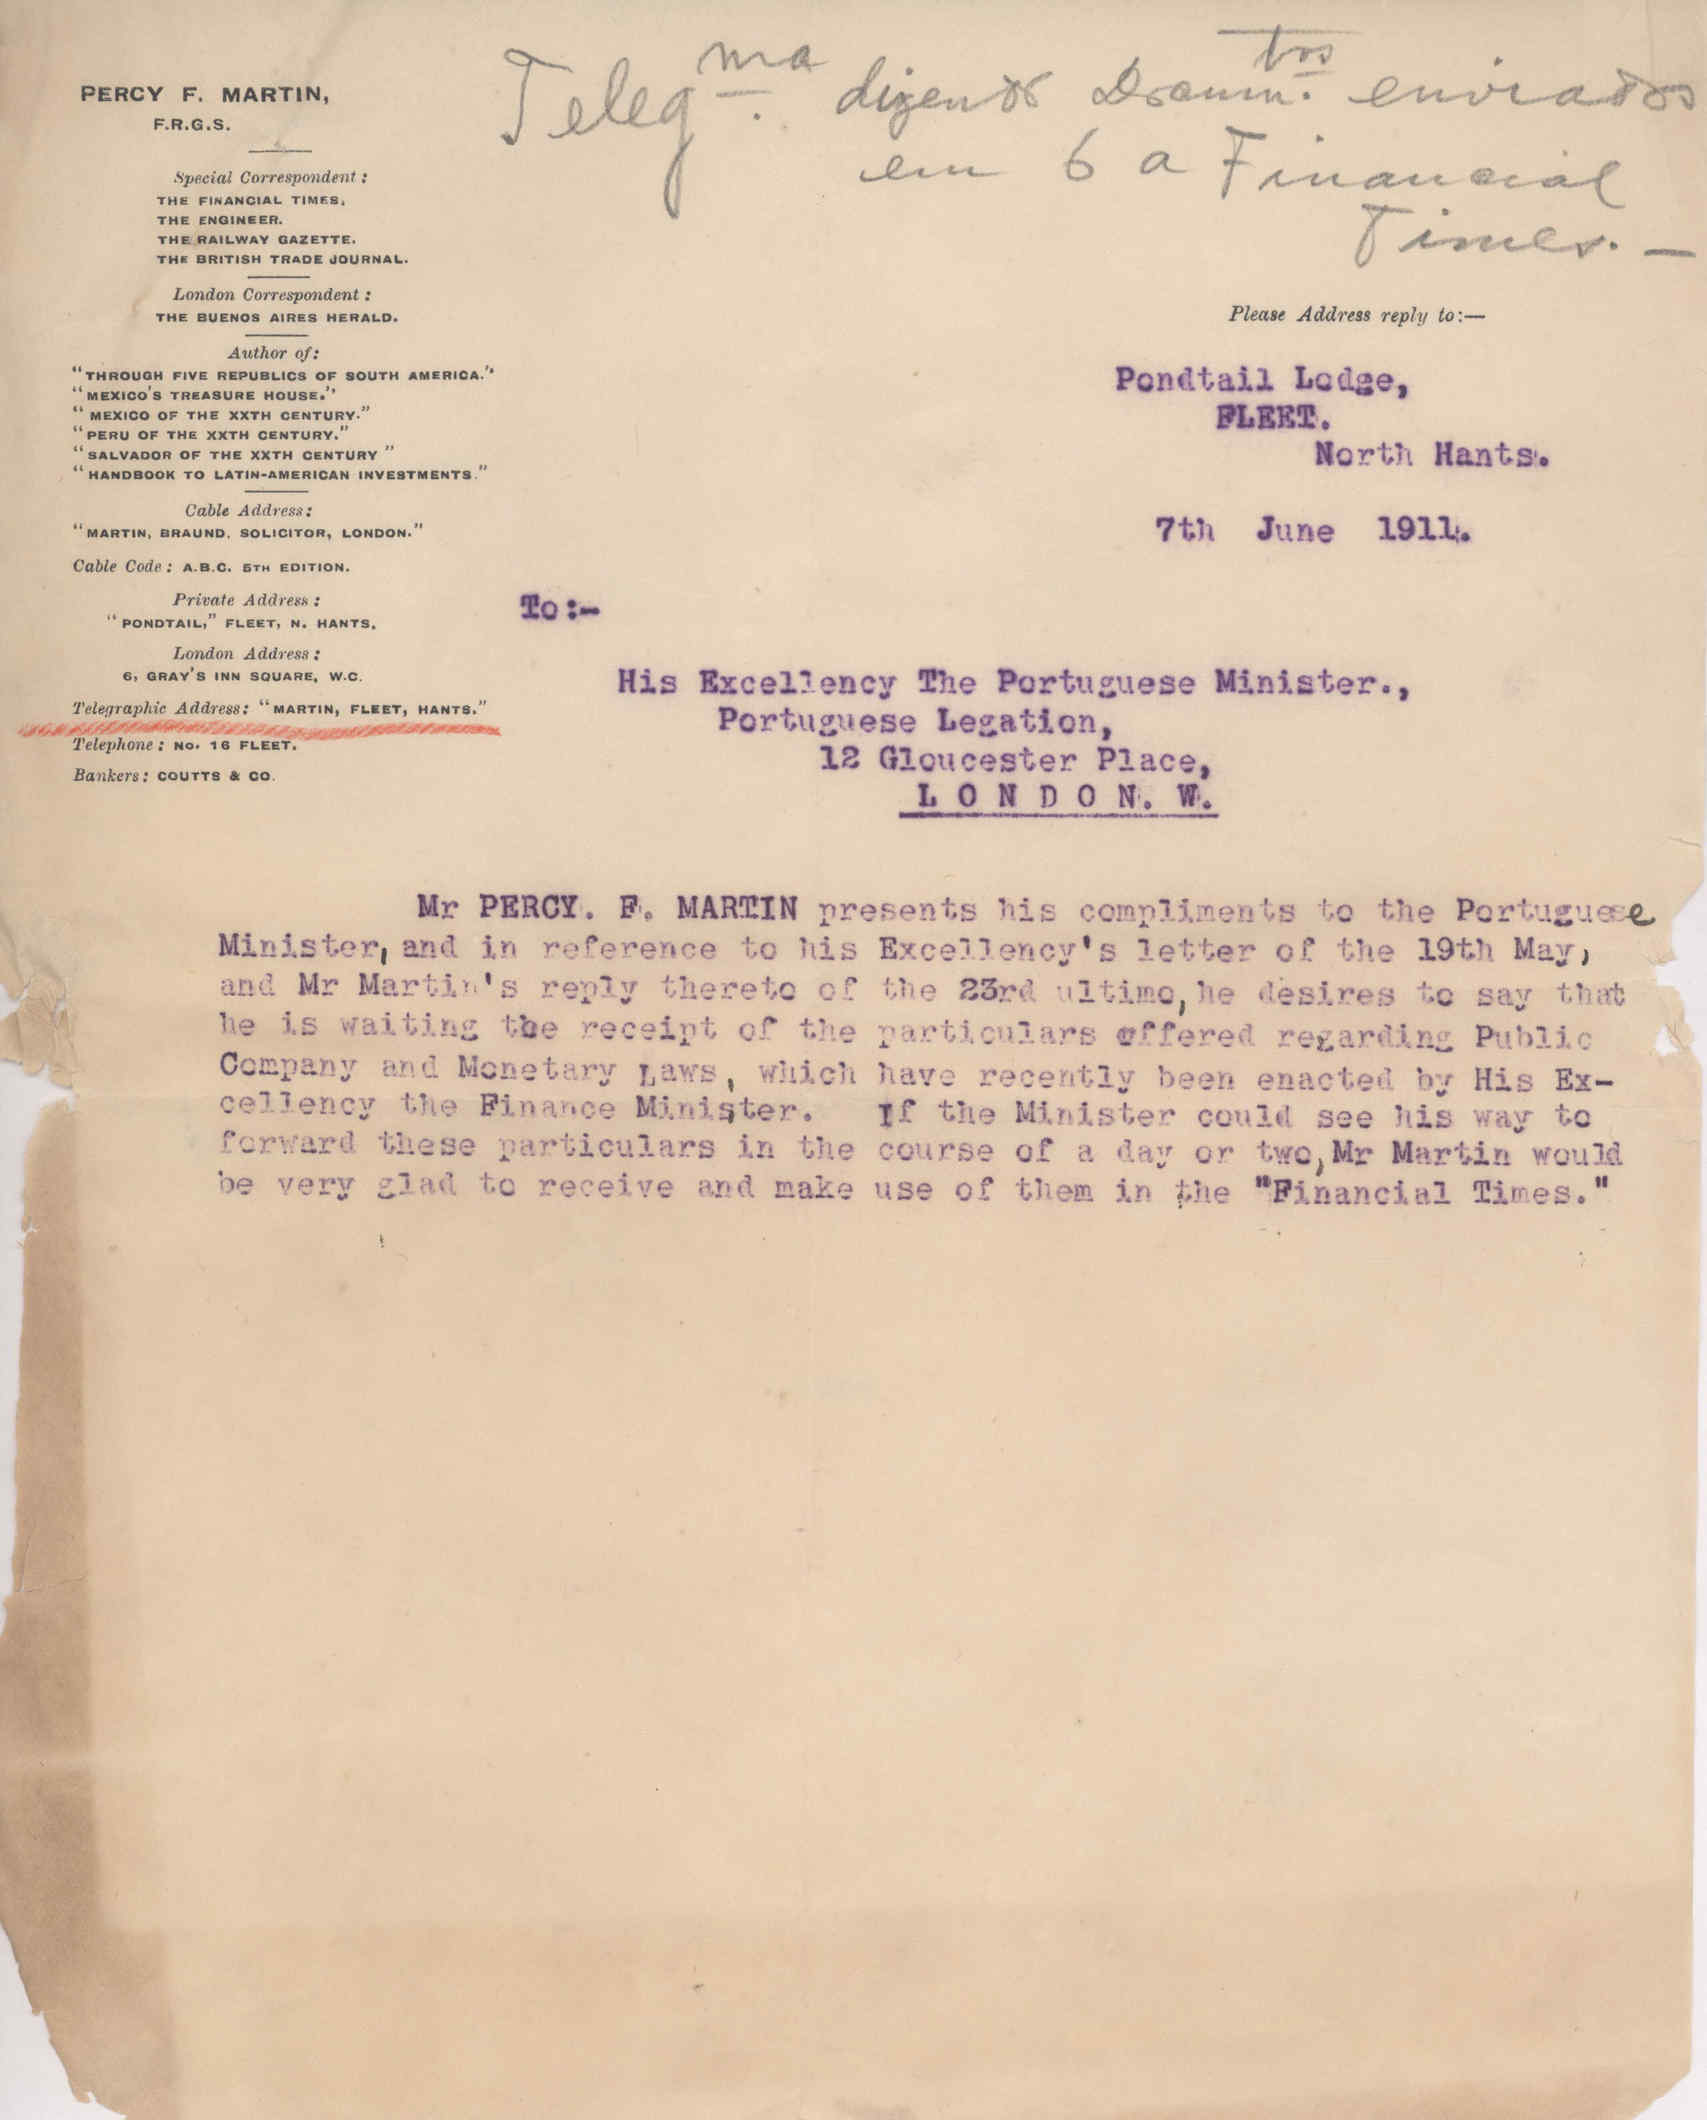 Teleg.ma dizendo Docum.tos enviados
em 6 a Financial
Times. —
PERCY F. MARTIN,
F.R.G.S.
Special Correspondent:
THE FINANCIAL TIMES.
THE ENGINEER.
THE RAILWAY GAZETTE.
THE BRITISH TRADE JOURNAL.
London Correspondent:
THE BUENOS AIRES HERALD.
Author of:
"THROUGH FIVE REPUBLICS OF SOUTH AMERICA."
"MEXICO'S TREASURE HOUSE."
"MEXICO OF THE XXTH CENTURY."
"PERU OF THE XXTH CENTURY."
"SALVADOR OF THE XXTH CENTURY"
"HANDBOOK TO LATIN-AMERICAN INVESTMENTS."
Cable Address:
"MARTIN, BRAUND, SOLICITOR, LONDON."
Cable Code: A.B.C. 5TH EDITION.
Private Address:
"PONDTAIL," FLEET, N. HANTS.
London Address:
6, GRAY'S INN SQUARE, W.C.
Telegraphic Address: "MARTIN, FLEET, HANTS."
Telephone: No. 16 FLEET.
Bankers: COUTTS & CO.
Please Address reply to:—
Pondtail Lodge,
FLEET.
North Hants.
7th June 1911.
To:-
His Excellency The Portuguese Minister.,
Portuguese Legation,
12 Gloucester Place,
L O N D O N. W.
Mr PERCY. F. MARTIN presents his compliments to the Portuguese
Minister, and in reference to his Excellency's letter of the 19th May,
and Mr Martin's reply thereto of the 23rd ultimo, he desires to say that
he is waiting the receipt of the particulars offered regarding Public
Company and Monetary Laws, which have recently been enacted by His Ex-
cellency the Finance Minister. If the Minister could see his way to
forward these particulars in the course of a day or two, Mr Martin would
be very glad to receive and make use of them in the "Financial Times."